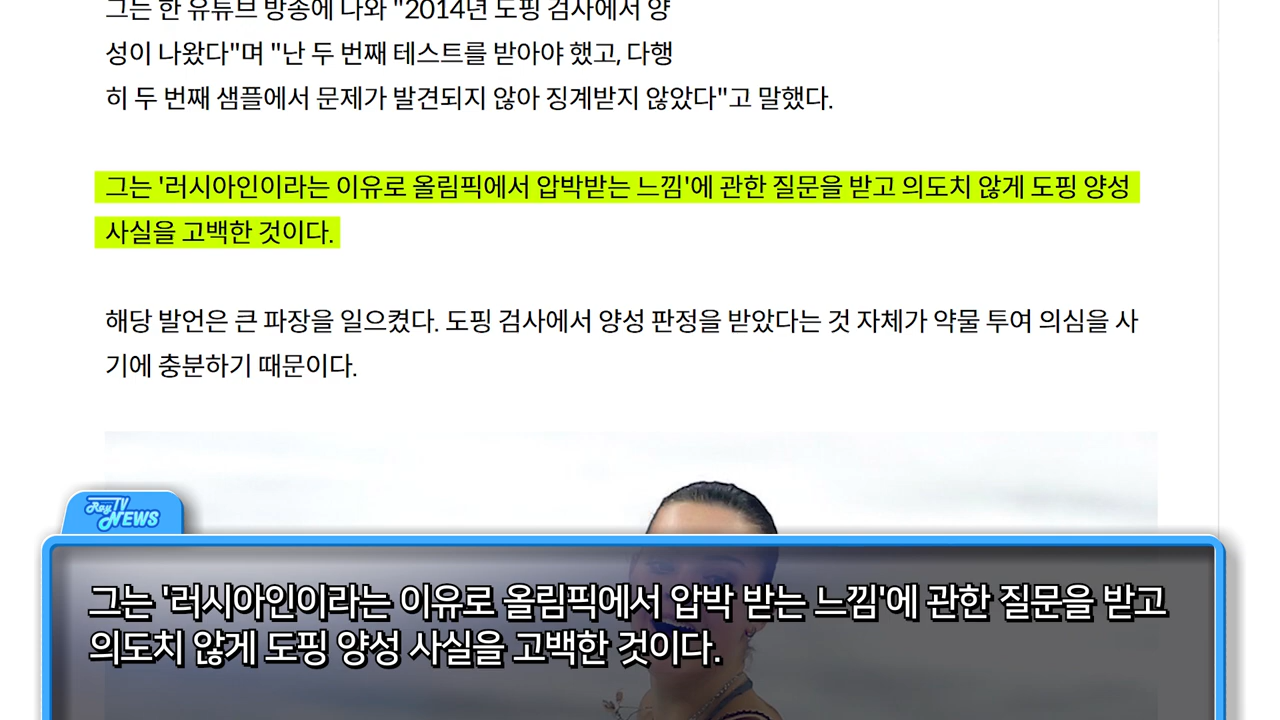 그는 한 유튜브 방송에 나와 "2014년 도핑 검사에서 양
성이 나왔다"며 "난 두 번째 테스트를 받아야 했고, 다행
히 두 번째 샘플에서 문제가 발견되지 않아 징계받지 않았다"고 말했다.
그는 '러시아인이라는 이유로 올림픽에서 압박받는 느낌'에 관한 질문을 받고 의도치 않게 도핑 양성
사실을 고백한 것이다.
해당 발언은 큰 파장을 일으켰다. 도핑 검사에서 양성 판정을 받았다는 것 자체가 약물 투여 의심을 사
기에 충분하기 때문이다.
RayTV
NEWS
그는 '러시아인이라는 이유로 올림픽에서 압박 받는 느낌'에 관한 질문을 받고
의도치 않게 도핑 양성 사실을 고백한 것이다.